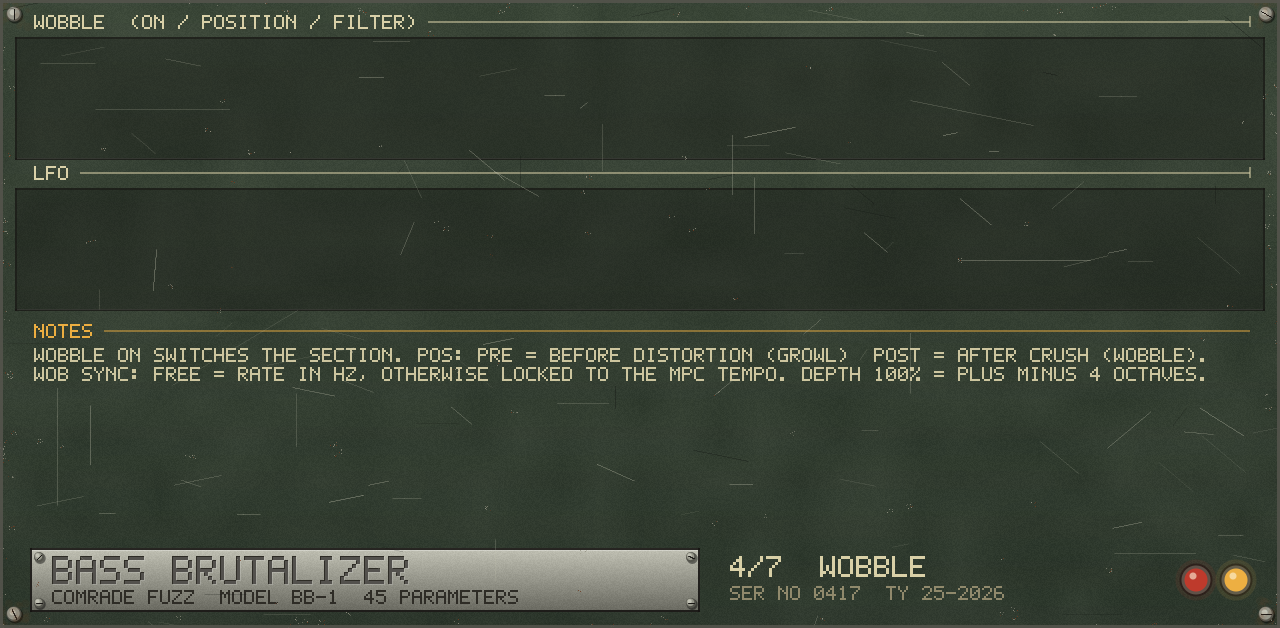 WOBBLE (ON / POSITION / FILTER)
LFO
NOTES
WOBBLE ON SWITCHES THE SECTION. POS: PRE = BEFORE DISTORTION (GROWL) POST = AFTER CRUSH (WOBBLE).
WOB SYNC: FREE = RATE IN HZ, OTHERWISE LOCKED TO THE MPC TEMPO. DEPTH 100% = PLUS MINUS 4 OCTAVES.
BASS BRUTALIZER
COMRADE FUZZ MODEL BB-1 45 PARAMETERS
4/7 WOBBLE
SER NO 0417 TY 25-2026